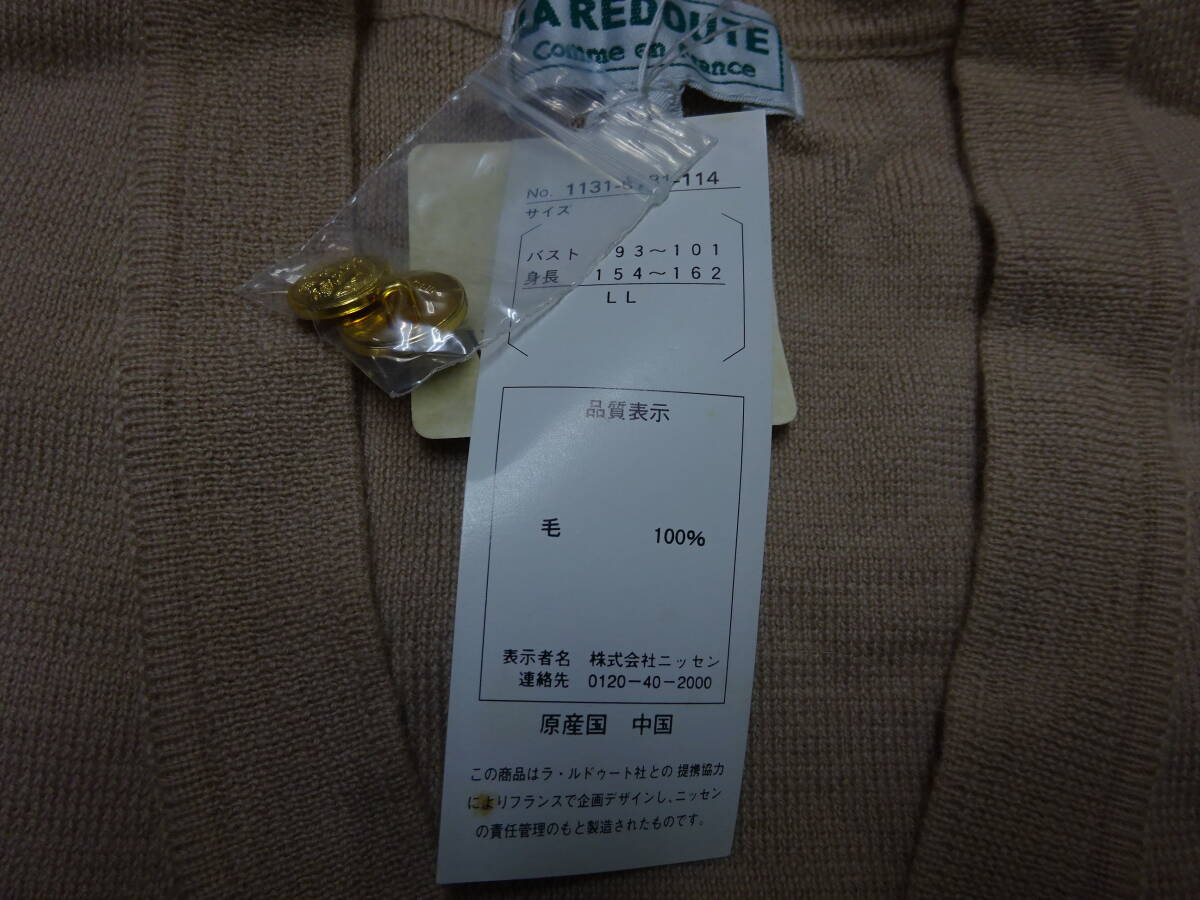 LA REDOUTE
Comme en France
No. 1131-
サイズ
バスト 93〜101
身長 154〜162
LL
品質表示
毛 100%
表示者名 株式会社ニッセン
連絡先 0120-40-2000
原産国 中国
この商品はラ・ルドゥート社との提携協力
によりフランスで企画デザインし、ニッセン
の責任管理のもと製造されたものです。